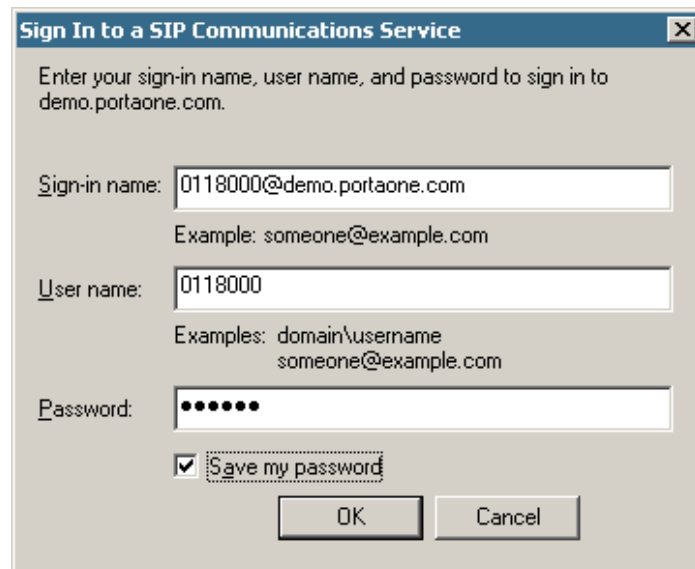 Sign In to a SIP Communications Service
Enter your sign-in name, user name, and password to sign in to
demo.portaone.com.
Sign-in name: 0118000@demo.portaone.com
Example: someone@example.com
User name: 0118000
Examples: domain\username
someone@example.com
Password: ●●●●●●
Save my password
OK Cancel